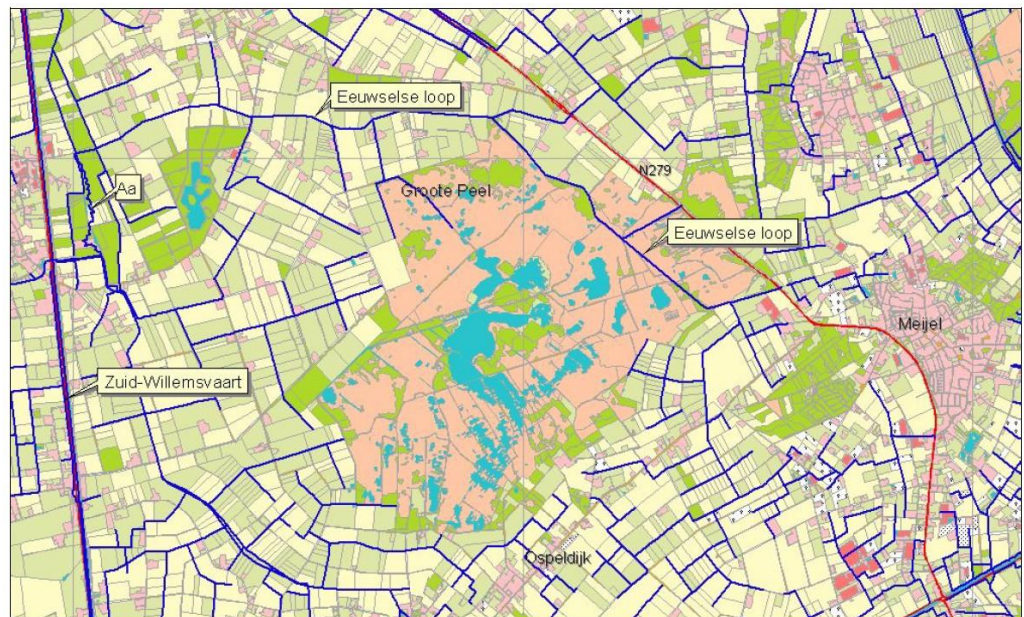 Eeuwselse loop
N279
Aa
Groote Peel
Eeuwselse loop
Meijel
Zuid-Willemsvaart
Ospeldijk